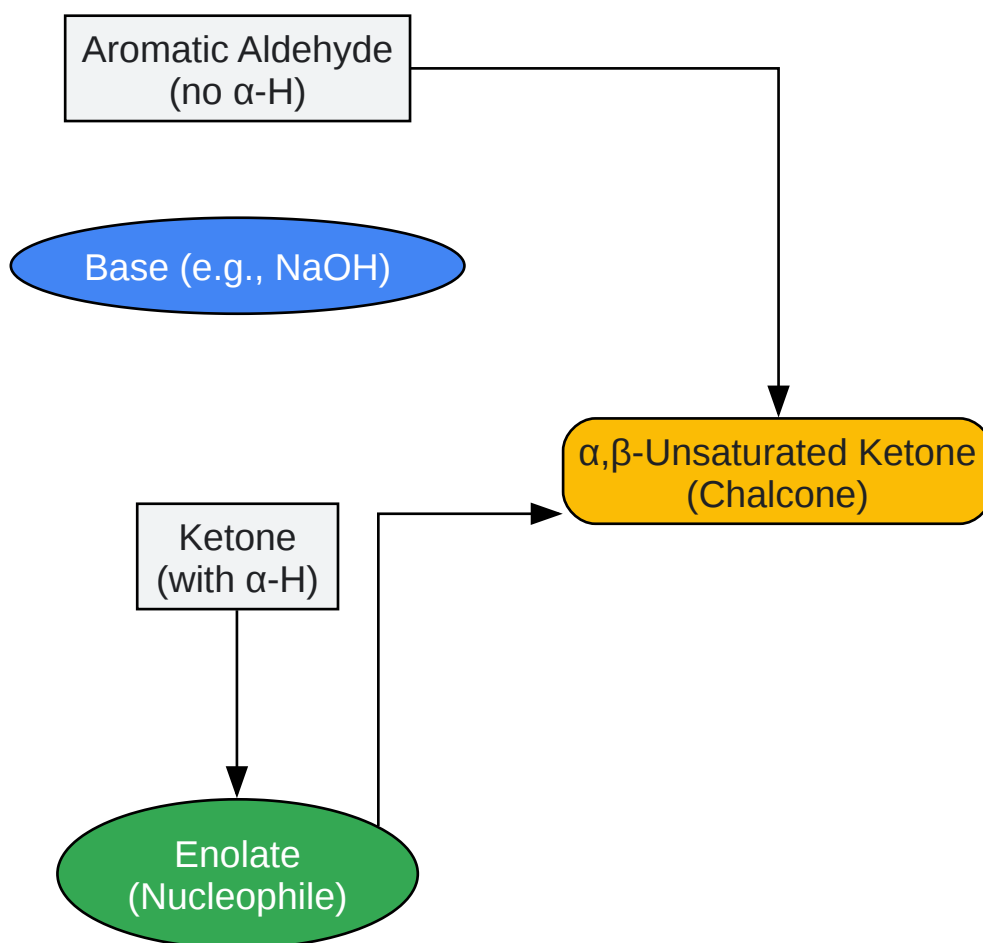 Aromatic Aldehyde
(no α-H)
Base (e.g., NaOH)
α,β-Unsaturated Ketone
(Chalcone)
Ketone
(with α-H)
Enolate
(Nucleophile)